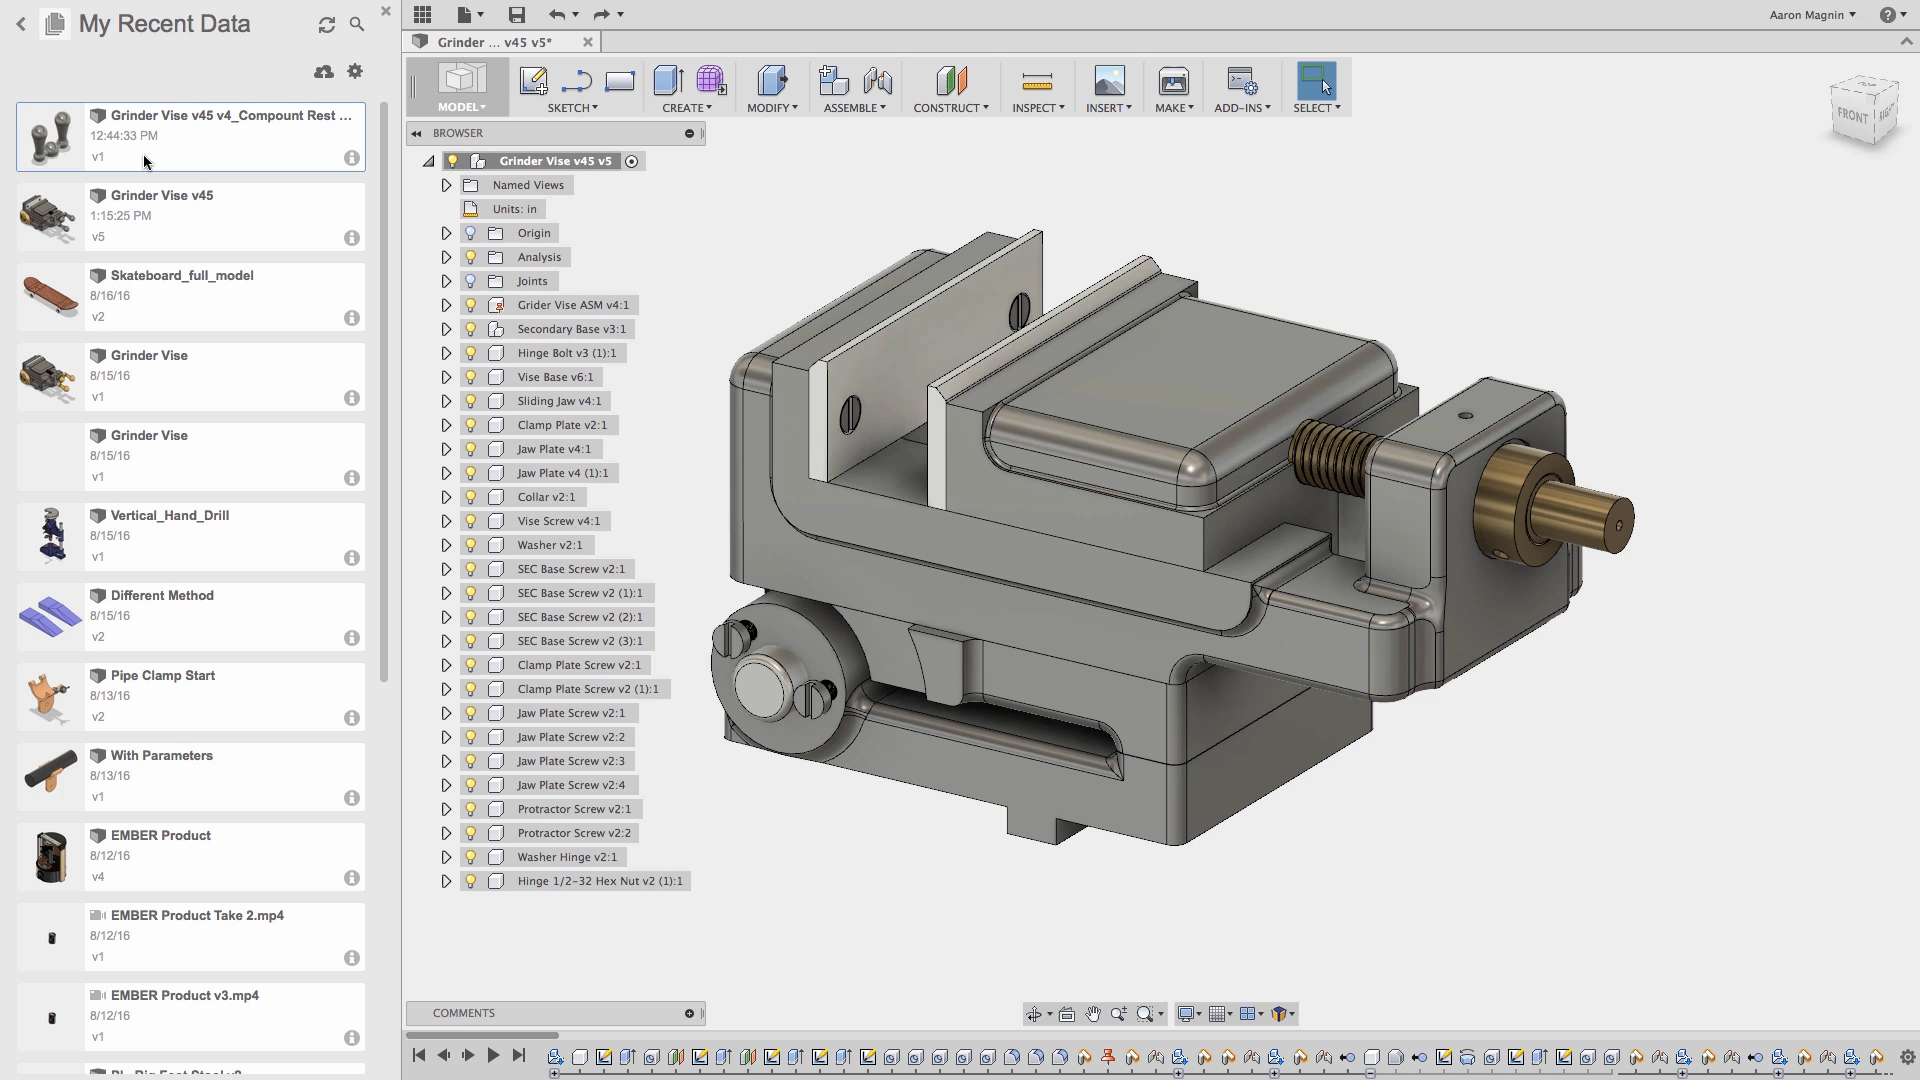 My Recent Data
Aaron Magnin
Grinder ... v45 v5*
MODEL
SKETCH
CREATE
MODIFY
ASSEMBLE
CONSTRUCT
INSPECT
INSERT
MAKE
ADD-INS
SELECT
FRONT
RIGHT
BROWSER
Grinder Vise v45 v4_Compount Rest ...
12:44:33 PM
v1
Grinder Vise v45
1:15:25 PM
v5
Skateboard_full_model
8/16/16
v2
Grinder Vise
8/15/16
v1
Grinder Vise
8/15/16
v1
Vertical_Hand_Drill
8/15/16
v1
Different Method
8/15/16
v2
Pipe Clamp Start
8/13/16
v2
With Parameters
8/13/16
v1
EMBER Product
8/12/16
v4
EMBER Product Take 2.mp4
8/12/16
v1
EMBER Product v3.mp4
8/12/16
v1
Grinder Vise v45 v5
Named Views
Units: in
Origin
Analysis
Joints
Grider Vise ASM v4:1
Secondary Base v3:1
Hinge Bolt v3 (1):1
Vise Base v6:1
Sliding Jaw v4:1
Clamp Plate v2:1
Jaw Plate v4:1
Jaw Plate v4 (1):1
Collar v2:1
Vise Screw v4:1
Washer v2:1
SEC Base Screw v2:1
SEC Base Screw v2 (1):1
SEC Base Screw v2 (2):1
SEC Base Screw v2 (3):1
Clamp Plate Screw v2:1
Clamp Plate Screw v2 (1):1
Jaw Plate Screw v2:1
Jaw Plate Screw v2:2
Jaw Plate Screw v2:3
Jaw Plate Screw v2:4
Protractor Screw v2:1
Protractor Screw v2:2
Washer Hinge v2:1
Hinge 1/2-32 Hex Nut v2 (1):1
COMMENTS